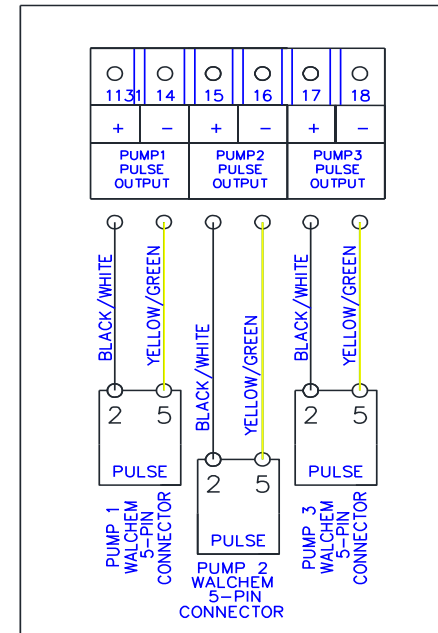 1131 14 15 16 17 18
+ − + − + −
PUMP1
PULSE
OUTPUT
PUMP2
PULSE
OUTPUT
PUMP3
PULSE
OUTPUT
BLACK/WHITE
YELLOW/GREEN
BLACK/WHITE
YELLOW/GREEN
BLACK/WHITE
YELLOW/GREEN
2 5
PULSE
PUMP 1
WALCHEM
5-PIN
CONNECTOR
2 5
PULSE
PUMP 2
WALCHEM
5-PIN
CONNECTOR
2 5
PULSE
PUMP 3
WALCHEM
5-PIN
CONNECTOR